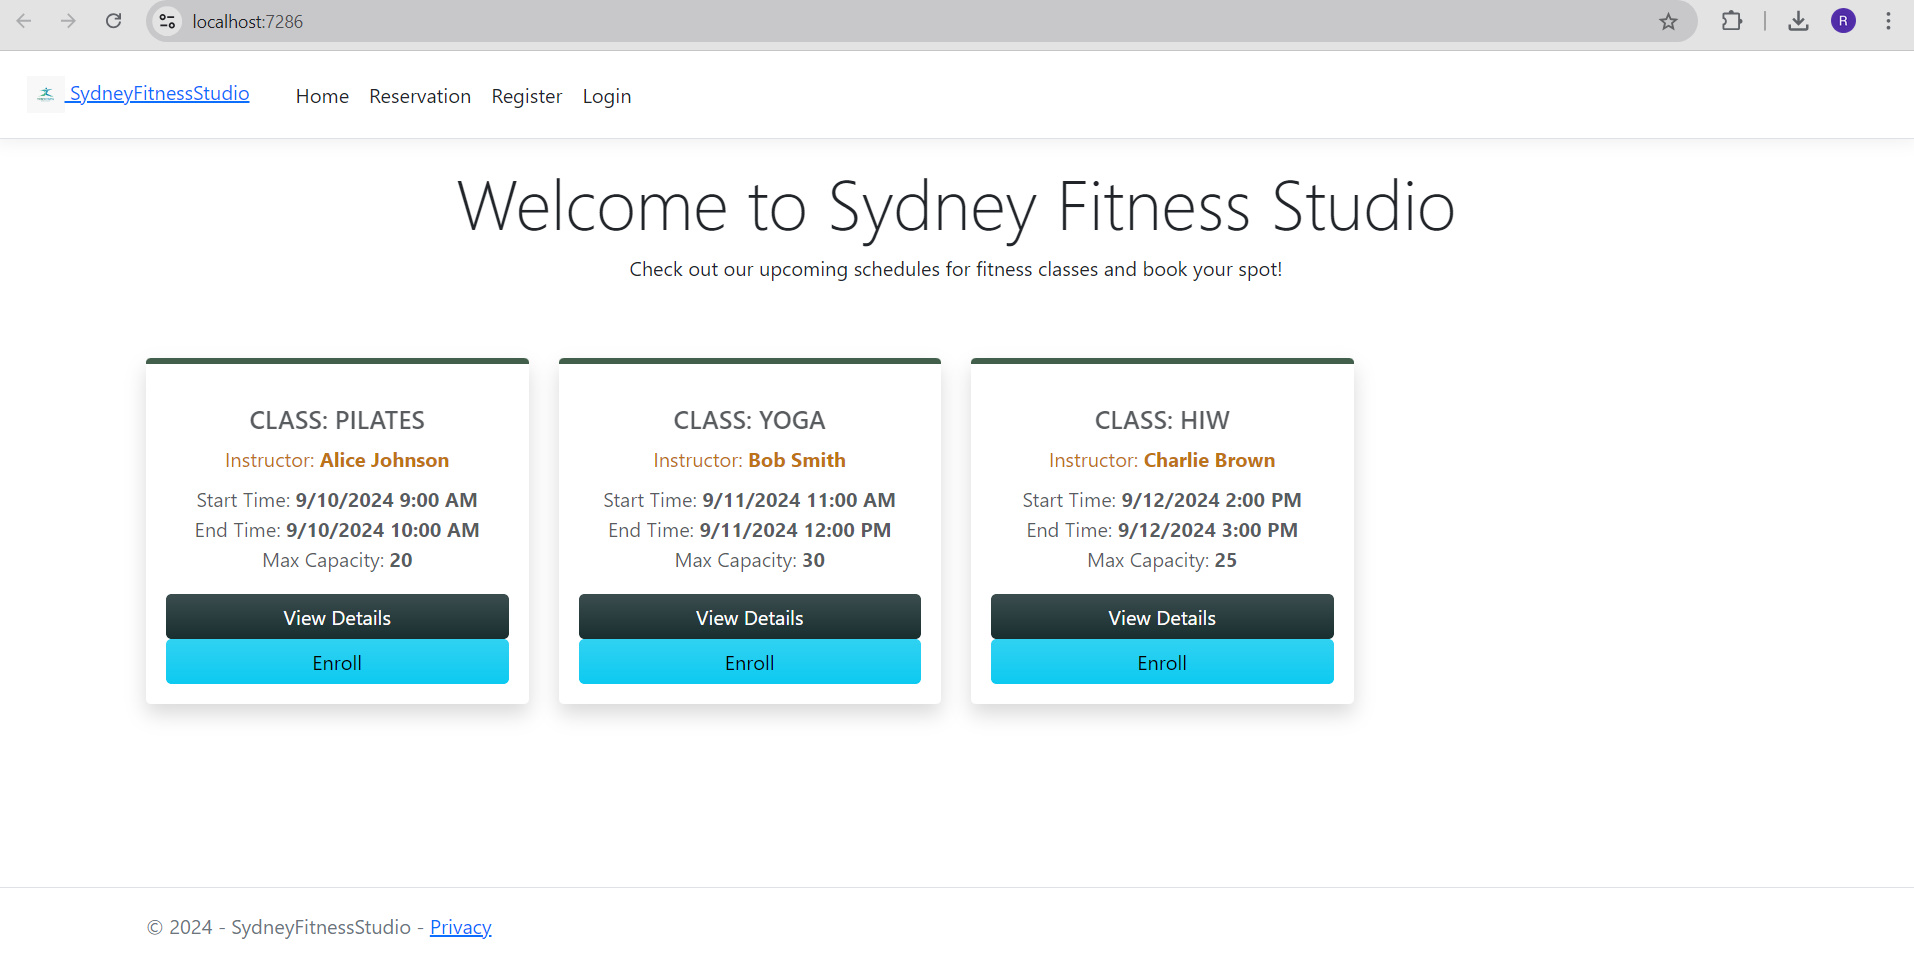 localhost:7286
R
SydneyFitnessStudio Home Reservation Register Login
Welcome to Sydney Fitness Studio
Check out our upcoming schedules for fitness classes and book your spot!
CLASS: PILATES
Instructor: Alice Johnson
Start Time: 9/10/2024 9:00 AM
End Time: 9/10/2024 10:00 AM
Max Capacity: 20
View Details
Enroll
CLASS: YOGA
Instructor: Bob Smith
Start Time: 9/11/2024 11:00 AM
End Time: 9/11/2024 12:00 PM
Max Capacity: 30
View Details
Enroll
CLASS: HIW
Instructor: Charlie Brown
Start Time: 9/12/2024 2:00 PM
End Time: 9/12/2024 3:00 PM
Max Capacity: 25
View Details
Enroll
© 2024 - SydneyFitnessStudio - Privacy